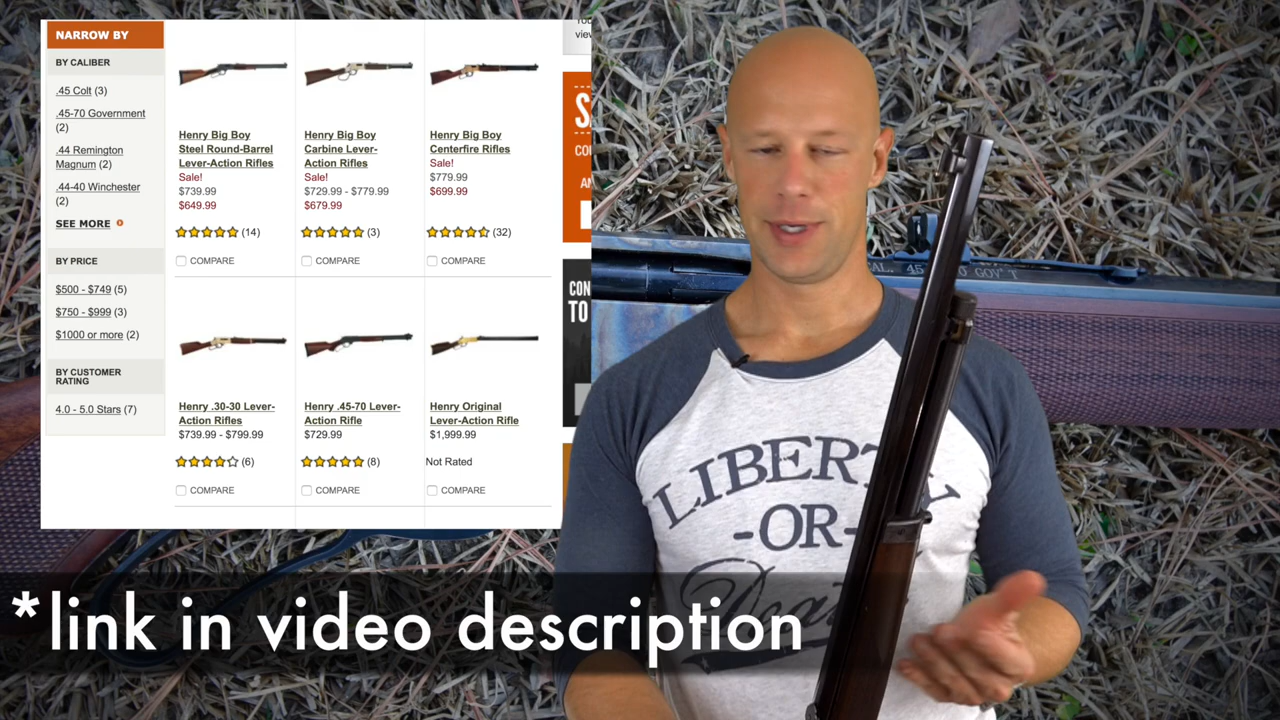 NARROW BY
BY CALIBER
.45 Colt (3)
.45-70 Government
(2)
.44 Remington
Magnum (2)
.44-40 Winchester
(2)
SEE MORE
BY PRICE
$500 - $749 (5)
$750 - $999 (3)
$1000 or more (2)
BY CUSTOMER
RATING
4.0 - 5.0 Stars (7)
Henry Big Boy
Steel Round-Barrel
Lever-Action Rifles
Sale!
$739.99
$649.99
(14)
COMPARE
Henry Big Boy
Carbine Lever-
Action Rifles
Sale!
$729.99 - $779.99
$679.99
(3)
COMPARE
Henry Big Boy
Centerfire Rifles
Sale!
$779.99
$699.99
(32)
COMPARE
Henry .30-30 Lever-
Action Rifles
$739.99 - $799.99
(6)
COMPARE
Henry .45-70 Lever-
Action Rifle
$729.99
(8)
COMPARE
Henry Original
Lever-Action Rifle
$1,999.99
Not Rated
COMPARE
CON
TO
GOV'T
LIBERTY
-OR-
*link in video description